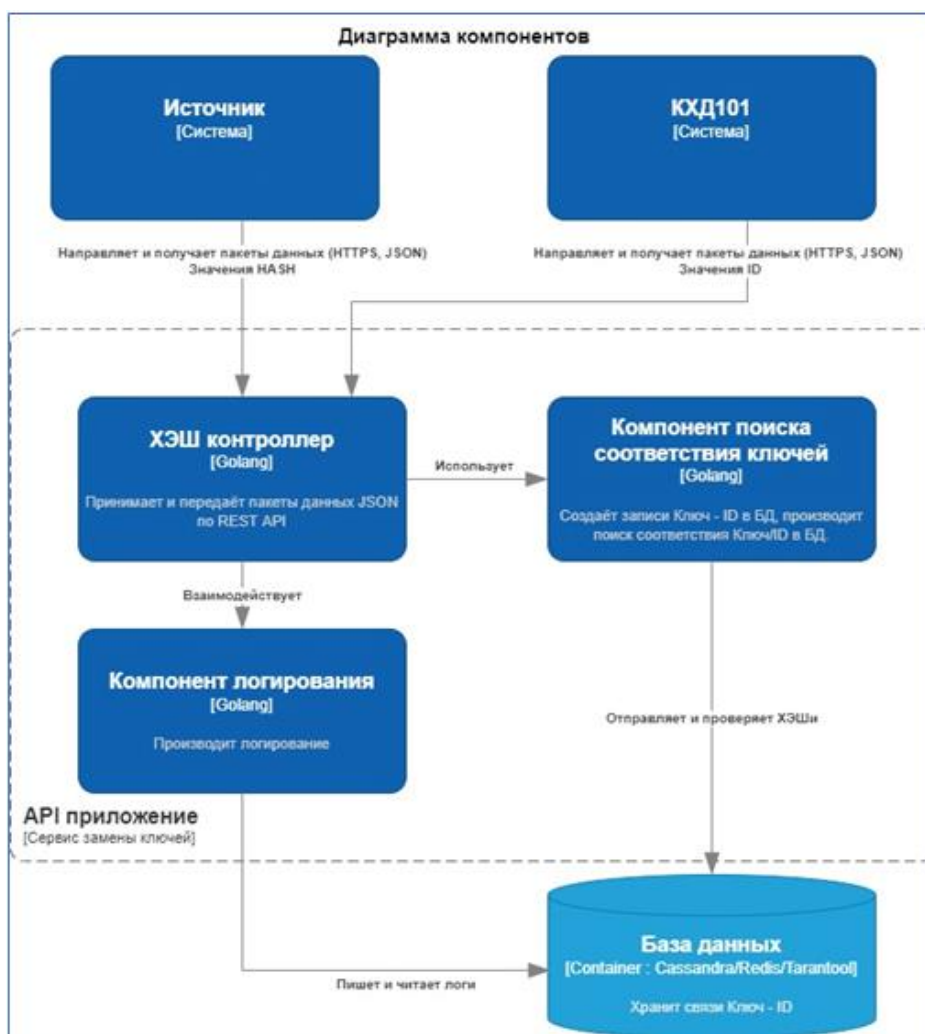 Диаграмма компонентов
Источник
[Система]
КХД101
[Система]
Направляет и получает пакеты данных (HTTPS, JSON)
Значения HASH
Направляет и получает пакеты данных (HTTPS, JSON)
Значения ID
ХЭШ контроллер
[Golang]
Принимает и передаёт пакеты данных JSON
по REST API
Использует
Компонент поиска
соответствия ключей
[Golang]
Создаёт записи Ключ - ID в БД, производит
поиск соответствия Ключ/ID в БД.
Взаимодействует
Компонент логирования
[Golang]
Производит логирование
Отправляет и проверяет ХЭШи
API приложение
[Сервис замены ключей]
База данных
[Container : Cassandra/Redis/Tarantool]
Хранит связи Ключ - ID
Пишет и читает логи